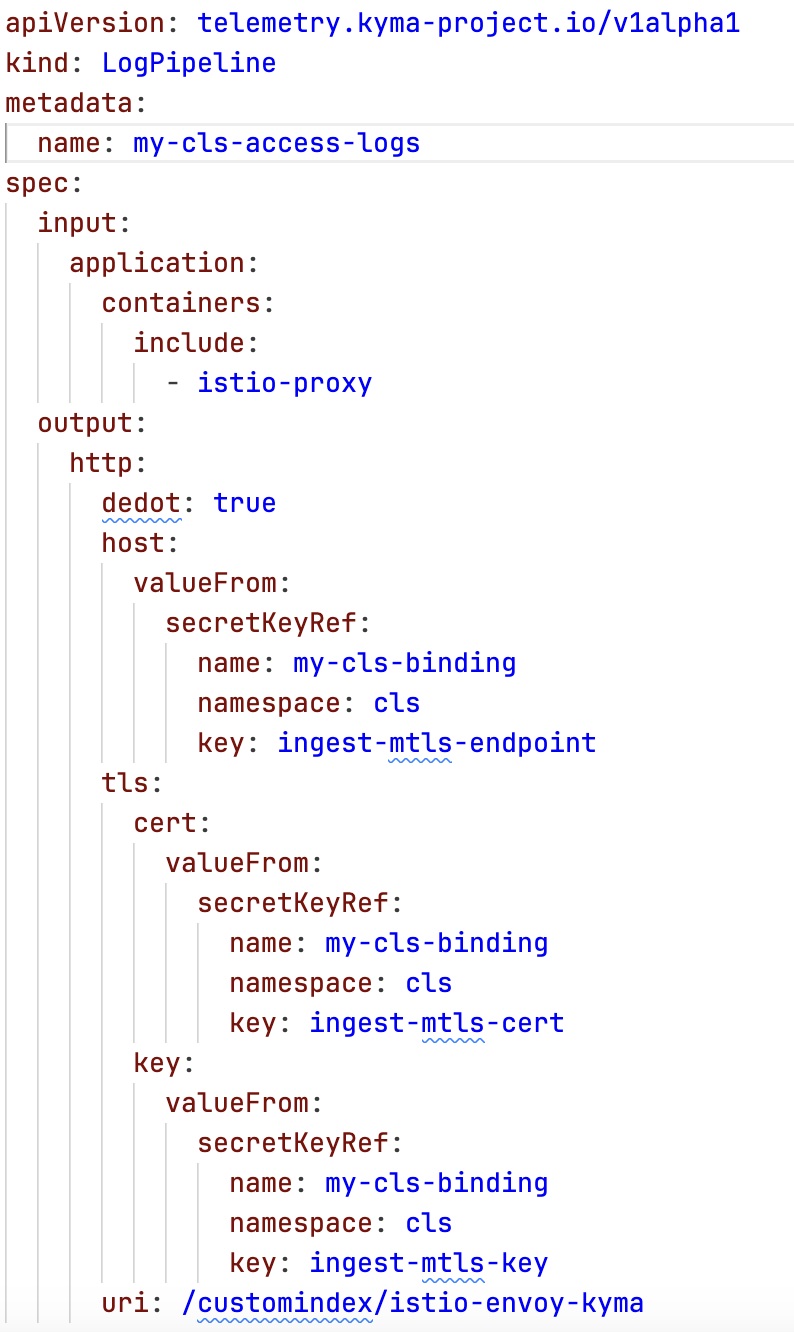 apiVersion: telemetry.kyma-project.io/v1alpha1
kind: LogPipeline
metadata:
  name: my-cls-access-logs
spec:
  input:
    application:
      containers:
        include:
          - istio-proxy
  output:
    http:
      dedot: true
      host:
        valueFrom:
          secretKeyRef:
            name: my-cls-binding
            namespace: cls
            key: ingest-mtls-endpoint
      tls:
        cert:
          valueFrom:
            secretKeyRef:
              name: my-cls-binding
              namespace: cls
              key: ingest-mtls-cert
        key:
          valueFrom:
            secretKeyRef:
              name: my-cls-binding
              namespace: cls
              key: ingest-mtls-key
      uri: /customindex/istio-envoy-kyma